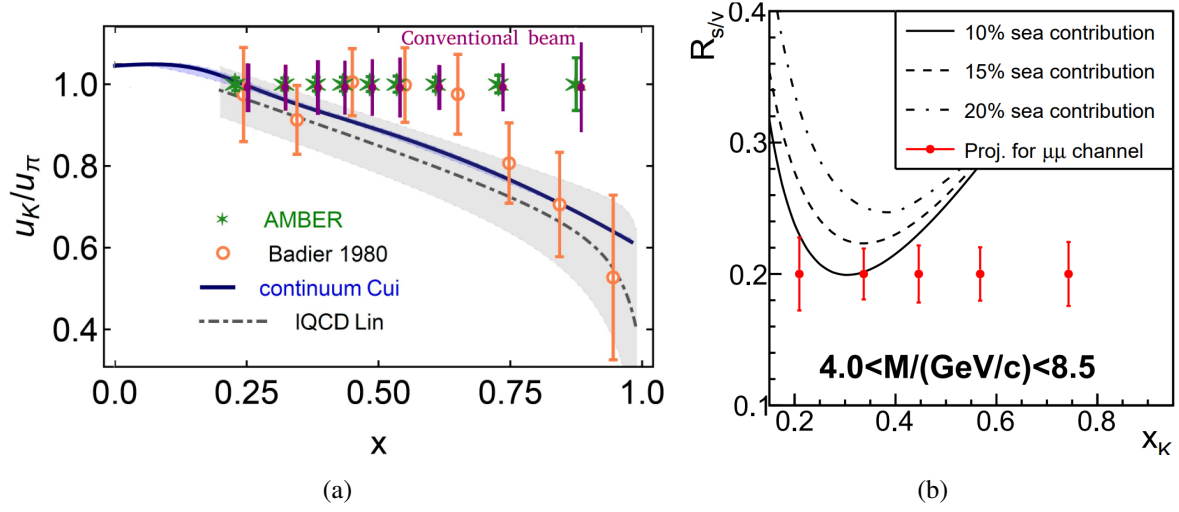 Conventional beam
1.0
0.8
0.6
0.4
u_K/u_π
AMBER
Badier 1980
continuum Cui
lQCD Lin
0.0 0.25 0.50 0.75 1.0
x
(a)
R_{s/v}
0.4
0.3
0.2
0.1
10% sea contribution
15% sea contribution
20% sea contribution
Proj. for μμ channel
4.0<M/(GeV/c)<8.5
0.2 0.4 0.6 0.8
x_K
(b)